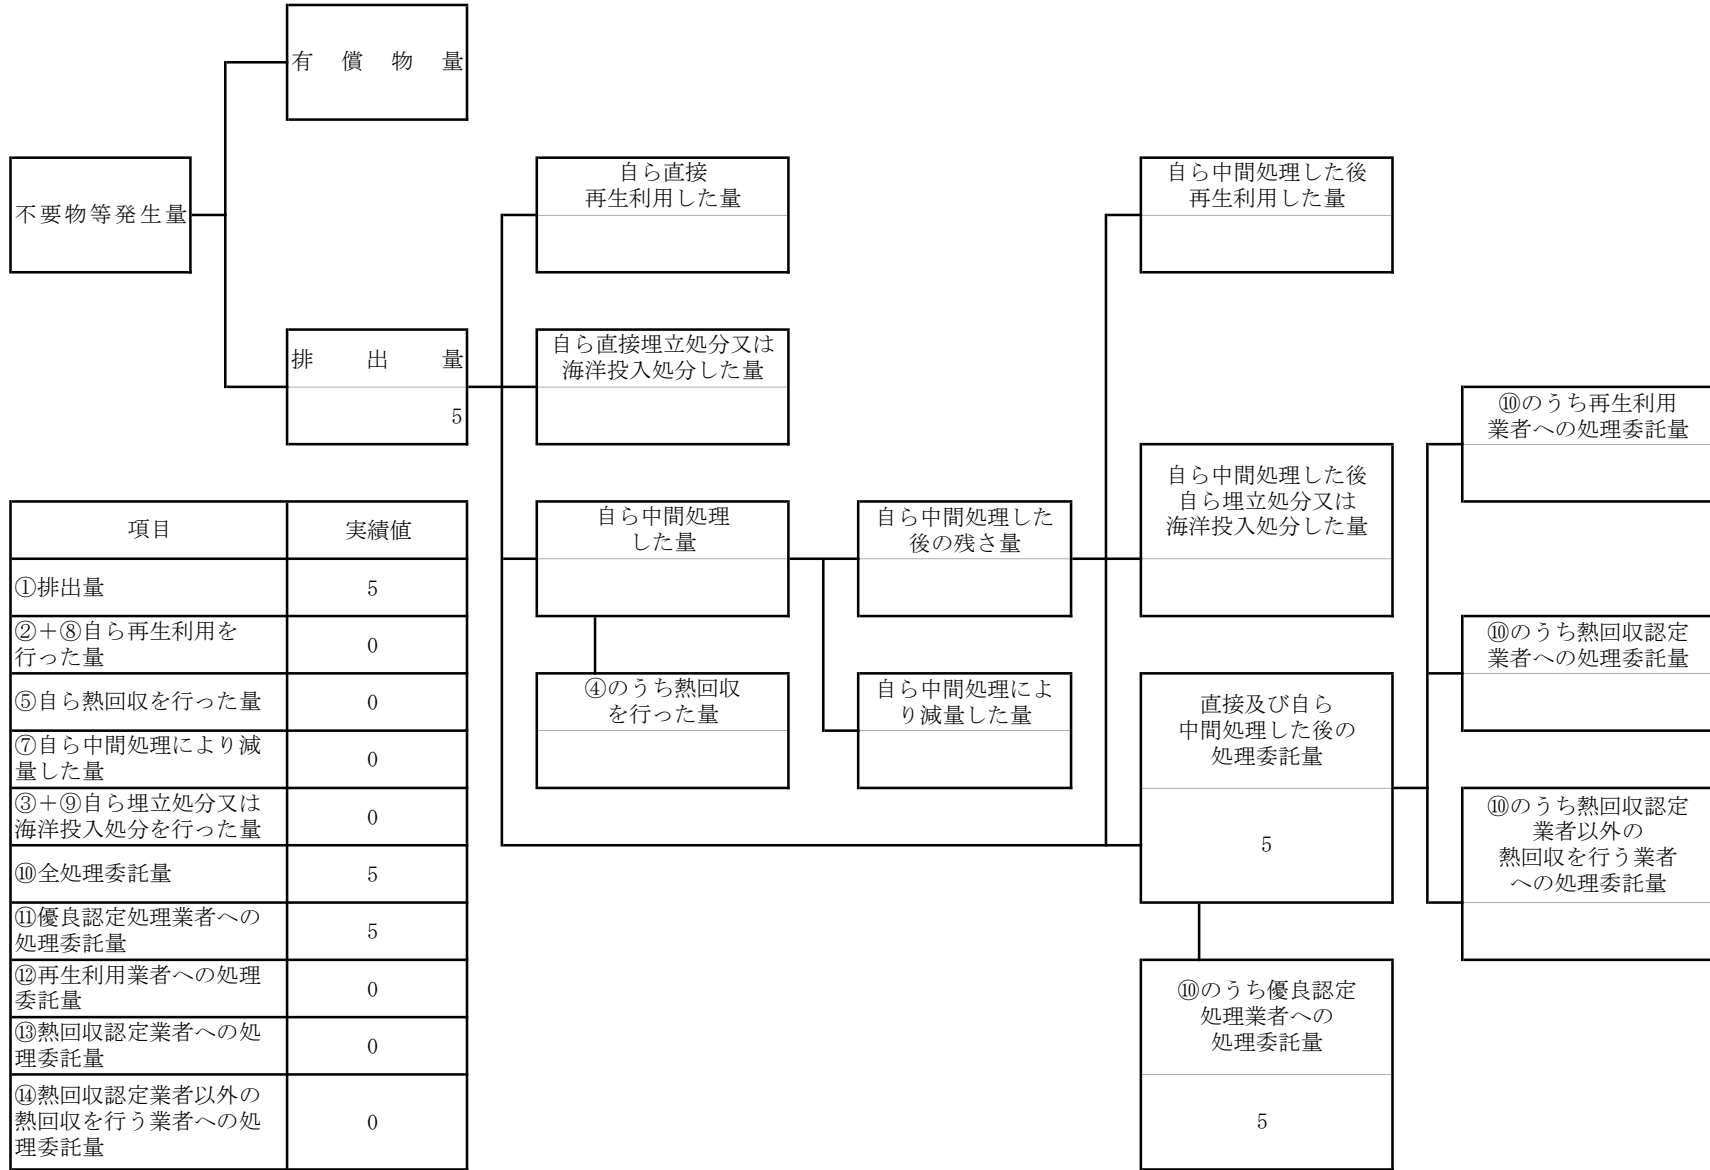 有償物量
不要物等発生量
自ら直接
再生利用した量
自ら中間処理した後
再生利用した量
排出量
5
自ら直接埋立処分又は
海洋投入処分した量
⑩のうち再生利用
業者への処理委託量
自ら中間処理
した量
自ら中間処理した
後の残さ量
自ら中間処理した後
自ら埋立処分又は
海洋投入処分した量
⑩のうち熱回収認定
業者への処理委託量
④のうち熱回収
を行った量
自ら中間処理によ
り減量した量
直接及び自ら
中間処理した後の
処理委託量
5
⑩のうち熱回収認定
業者以外の
熱回収を行う業者
への処理委託量
⑩のうち優良認定
処理業者への
処理委託量
5
項目 実績値
①排出量 5
②+⑧自ら再生利用を
行った量 0
⑤自ら熱回収を行った量 0
⑦自ら中間処理により減
量した量 0
③+⑨自ら埋立処分又は
海洋投入処分を行った量 0
⑩全処理委託量 5
⑪優良認定処理業者への
処理委託量 5
⑫再生利用業者への処理
委託量 0
⑬熱回収認定業者への処
理委託量 0
⑭熱回収認定業者以外の
熱回収を行う業者への処
理委託量 0